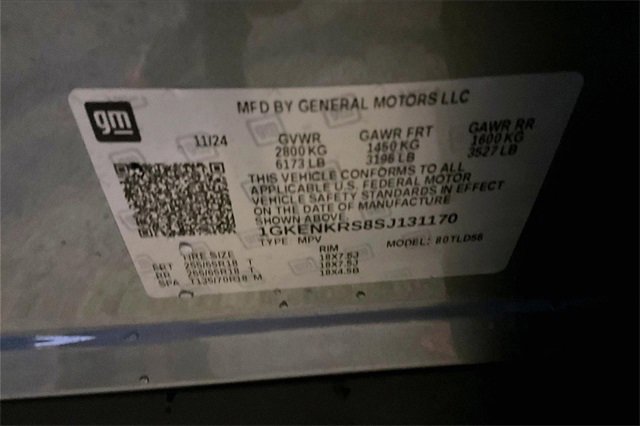 gm
MFD BY GENERAL MOTORS LLC
11/24
GVWR GAWR FRT GAWR RR
2800 KG 1450 KG 1600 KG
6173 LB 3196 LB 3527 LB
THIS VEHICLE CONFORMS TO ALL
APPLICABLE U.S. FEDERAL MOTOR
VEHICLE SAFETY STANDARDS IN EFFECT
ON THE DATE OF MANUFACTURE
SHOWN ABOVE.
1GKENKRS8SJ131170
TYPE: MPV MODEL: 80TLD56
TIRE SIZE RIM
FRT 255/65R18 T 18X7.5J
RR 255/65R18 T 18X7.5J
SPA T135/70R18 M 18X4.5B